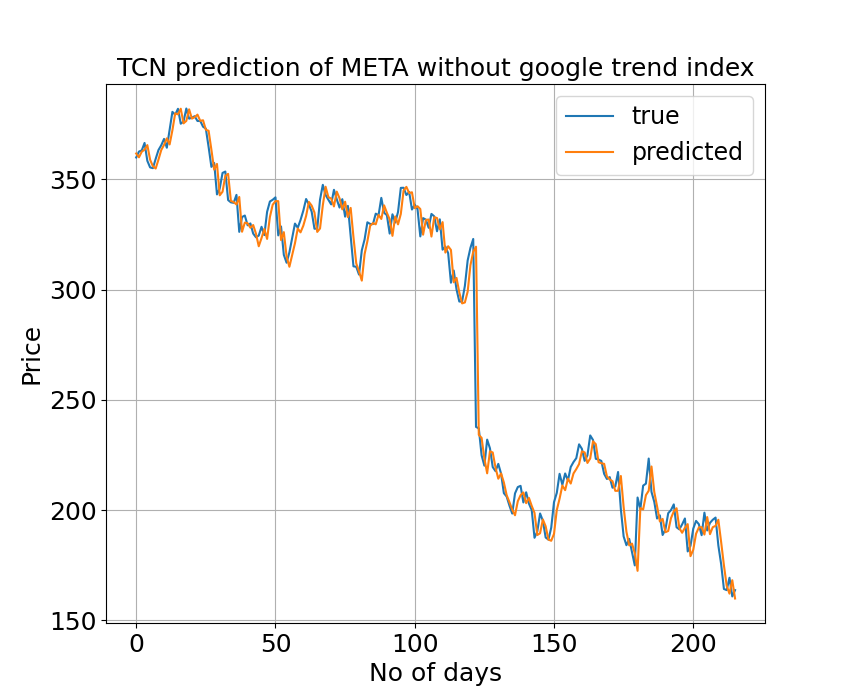 TCN prediction of META without google trend index
true
predicted
Price
350
300
250
200
150
0 50 100 150 200
No of days